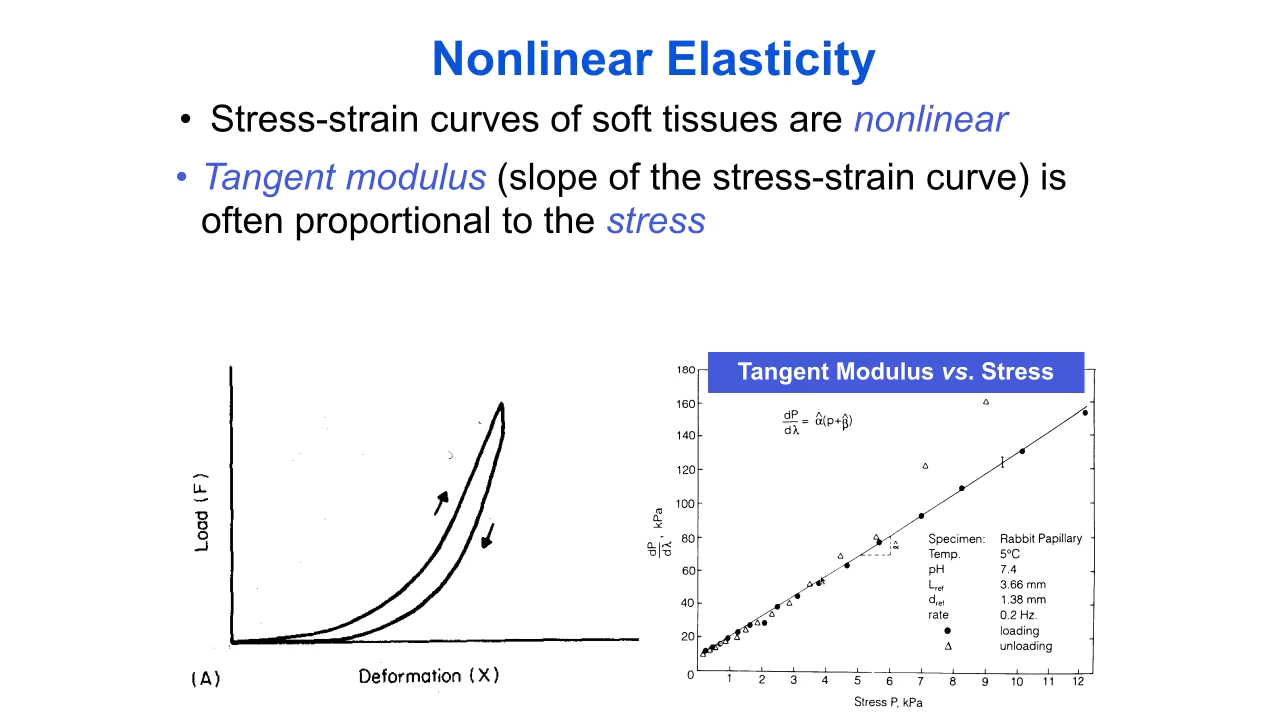 Nonlinear Elasticity
• Stress-strain curves of soft tissues are nonlinear
• Tangent modulus (slope of the stress-strain curve) is
often proportional to the stress
Load (F)
(A)
Deformation (X)
Tangent Modulus vs. Stress
180
160
140
120
100
80
60
40
20
0
dP/dλ = α̂(p+β̂)
dP/dλ, kPa
α̂
Specimen: Rabbit Papillary
Temp. 5°C
pH 7.4
Lref 3.66 mm
dref 1.38 mm
rate 0.2 Hz.
● loading
△ unloading
1 2 3 4 5 6 7 8 9 10 11 12
Stress P, kPa